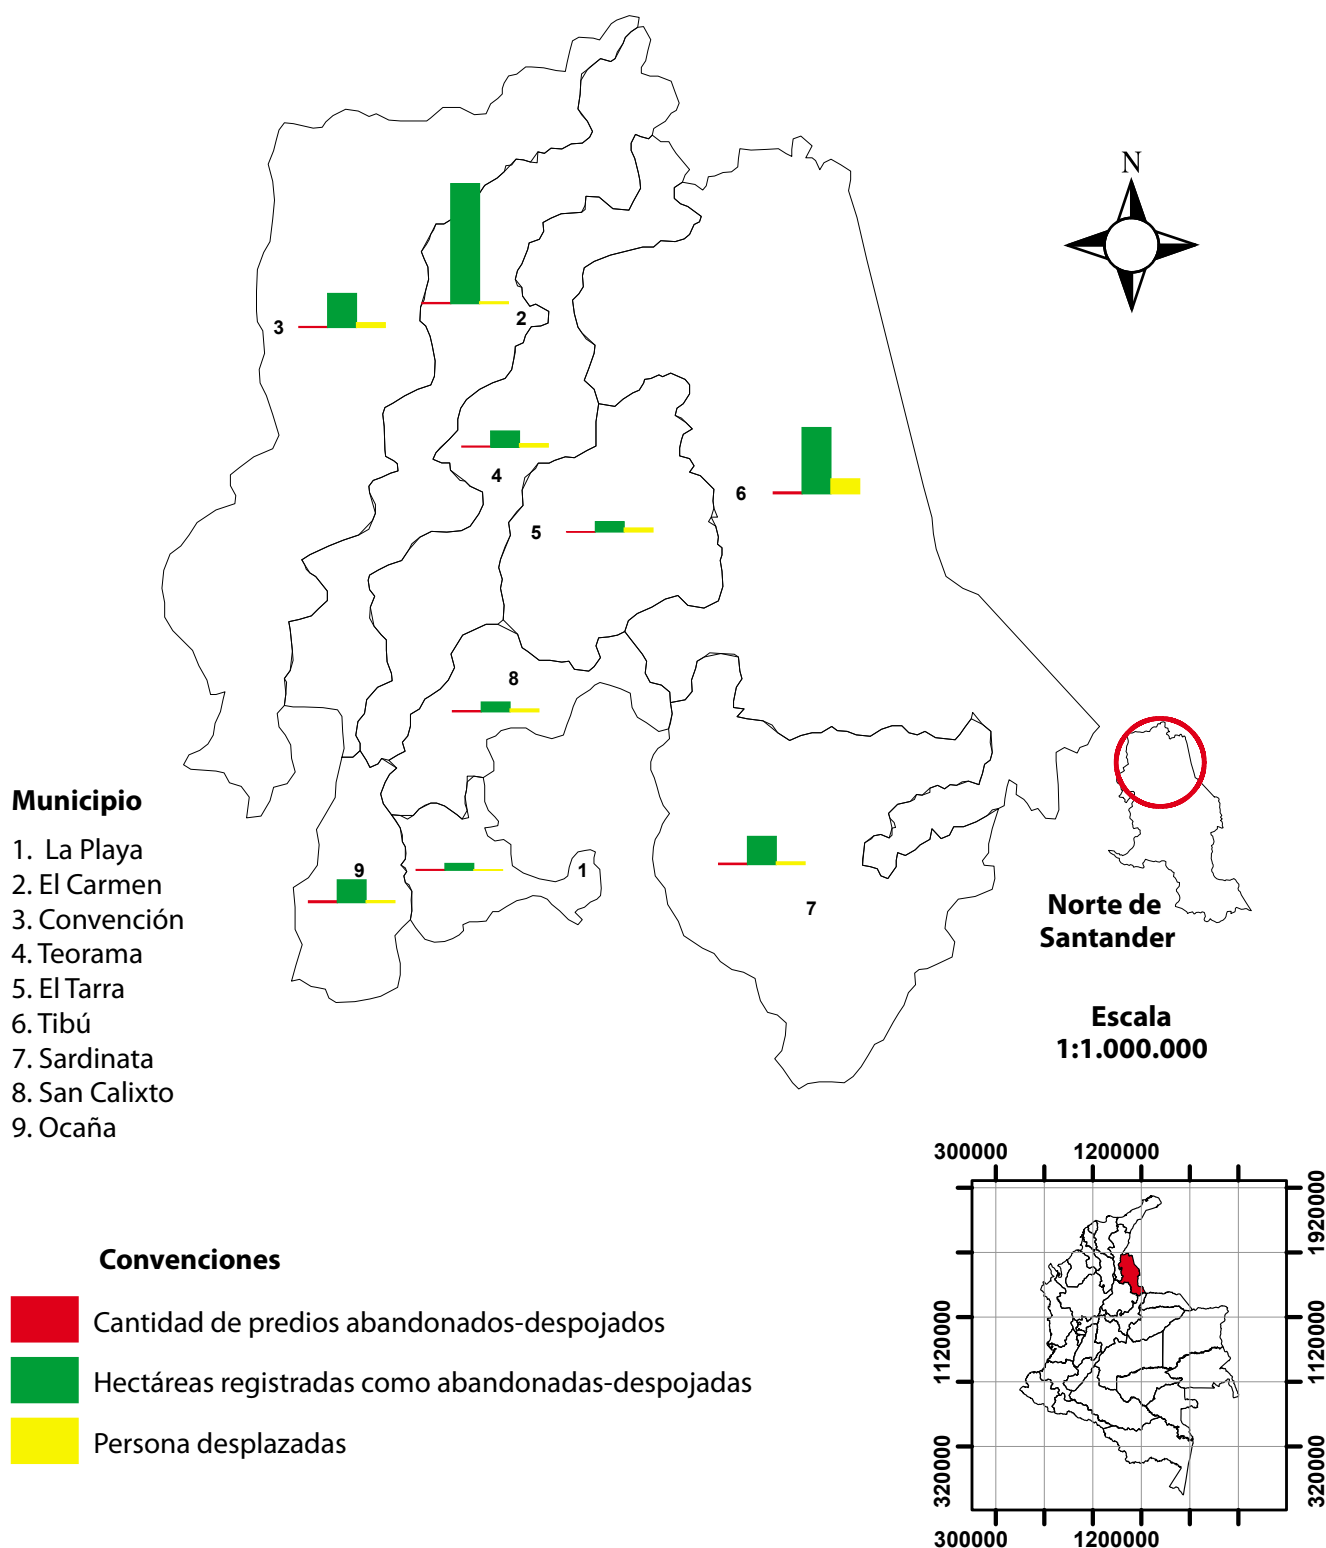 N
3
2
4
5
6
8
9
1
7
Municipio
1. La Playa
2. El Carmen
3. Convención
4. Teorama
5. El Tarra
6. Tibú
7. Sardinata
8. San Calixto
9. Ocaña
Norte de
Santander
Escala
1:1.000.000
Convenciones
Cantidad de predios abandonados-despojados
Hectáreas registradas como abandonadas-despojadas
Persona desplazadas
300000 1200000
1920000
1120000 1120000
320000 320000
300000 1200000